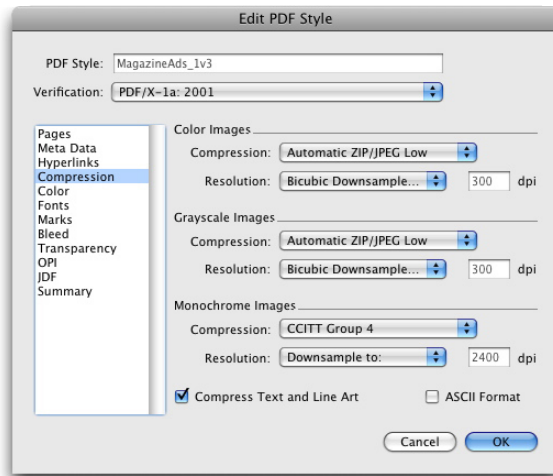 Edit PDF Style
PDF Style: MagazineAds_1v3
Verification: PDF/X-1a: 2001
Pages
Meta Data
Hyperlinks
Compression
Color
Fonts
Marks
Bleed
Transparency
OPI
JDF
Summary
Color Images
Compression: Automatic ZIP/JPEG Low
Resolution: Bicubic Downsample... 300 dpi
Grayscale Images
Compression: Automatic ZIP/JPEG Low
Resolution: Bicubic Downsample... 300 dpi
Monochrome Images
Compression: CCITT Group 4
Resolution: Downsample to: 2400 dpi
Compress Text and Line Art ASCII Format
Cancel OK